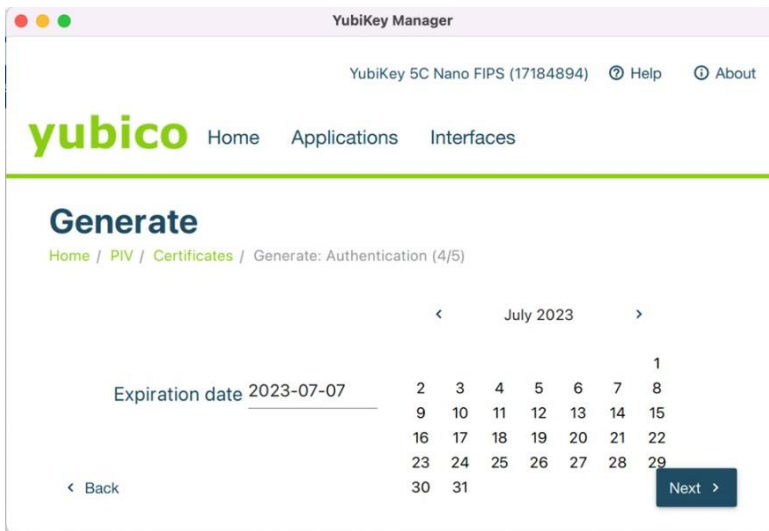 YubiKey Manager
YubiKey 5C Nano FIPS (17184894) Help About
yubico Home Applications Interfaces
Generate
Home / PIV / Certificates / Generate: Authentication (4/5)
‹ July 2023 ›
1
Expiration date 2023-07-07 2 3 4 5 6 7 8
9 10 11 12 13 14 15
16 17 18 19 20 21 22
23 24 25 26 27 28 29
‹ Back 30 31 Next ›